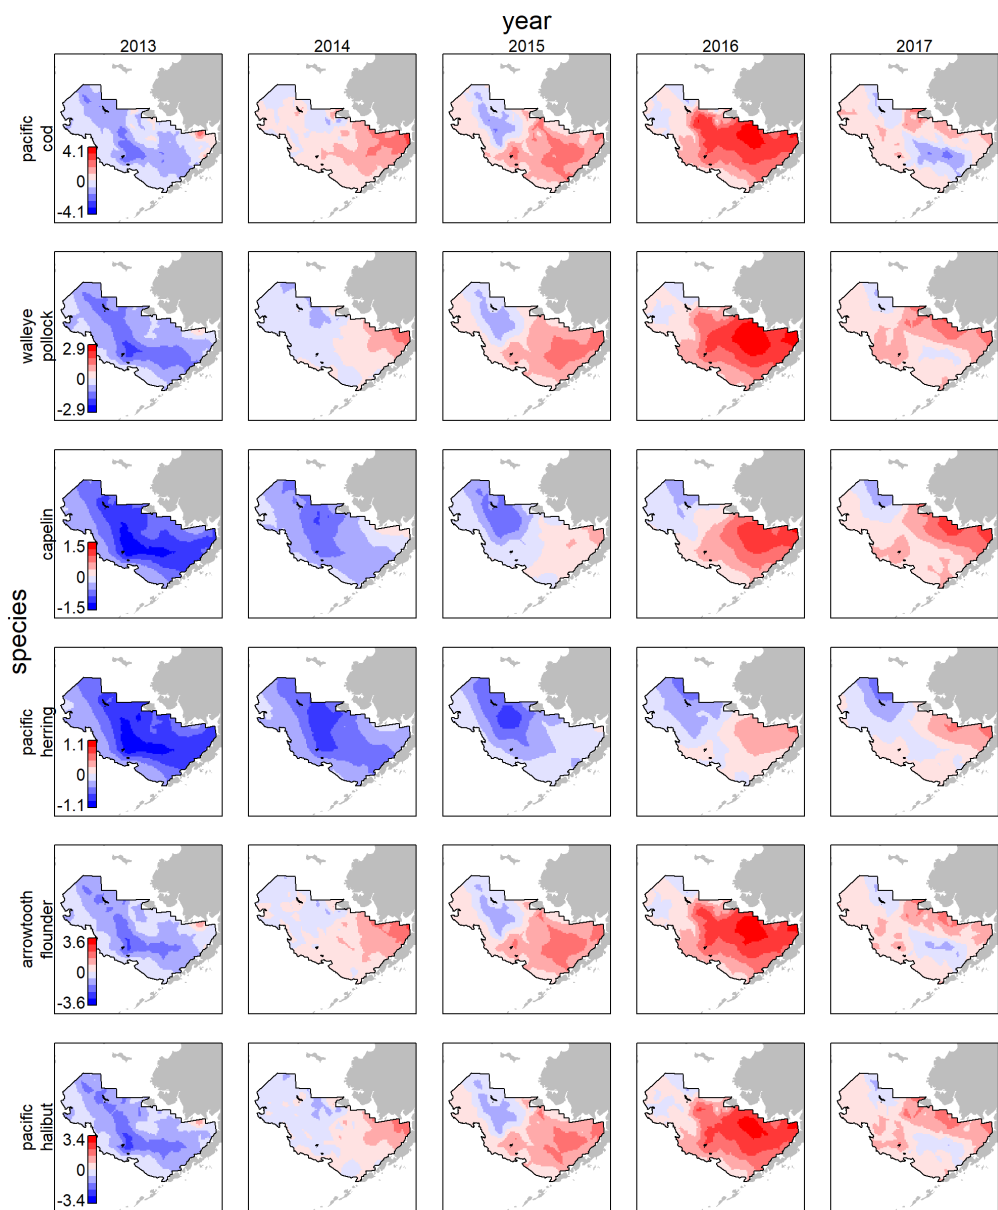 year
2013 2014 2015 2016 2017
species
pacific
cod
4.1
0
-4.1
walleye
pollock
2.9
0
-2.9
capelin
1.5
0
-1.5
pacific
herring
1.1
0
-1.1
arrowtooth
flounder
3.6
0
-3.6
pacific
halibut
3.4
0
-3.4